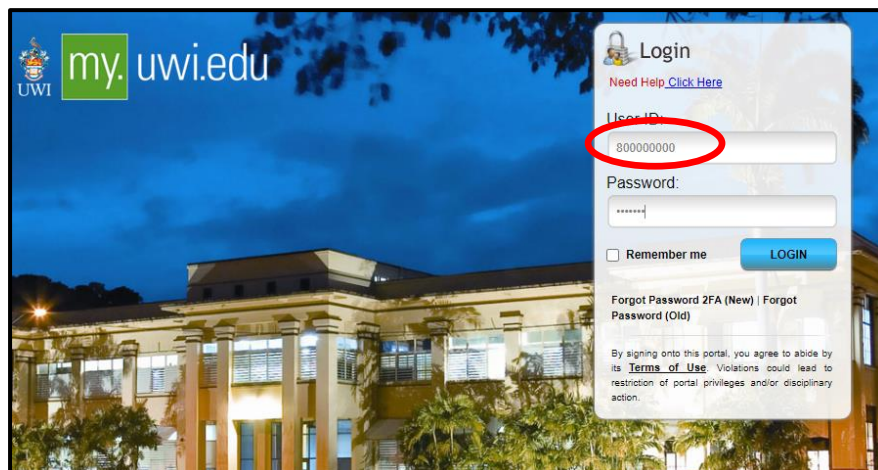 UWI
my. uwi.edu
Login
Need Help Click Here
User ID:
800000000
Password:
•••••••
Remember me
LOGIN
Forgot Password 2FA (New) | Forgot
Password (Old)
By signing onto this portal, you agree to abide by
its Terms of Use. Violations could lead to
restriction of portal privileges and/or disciplinary
action.